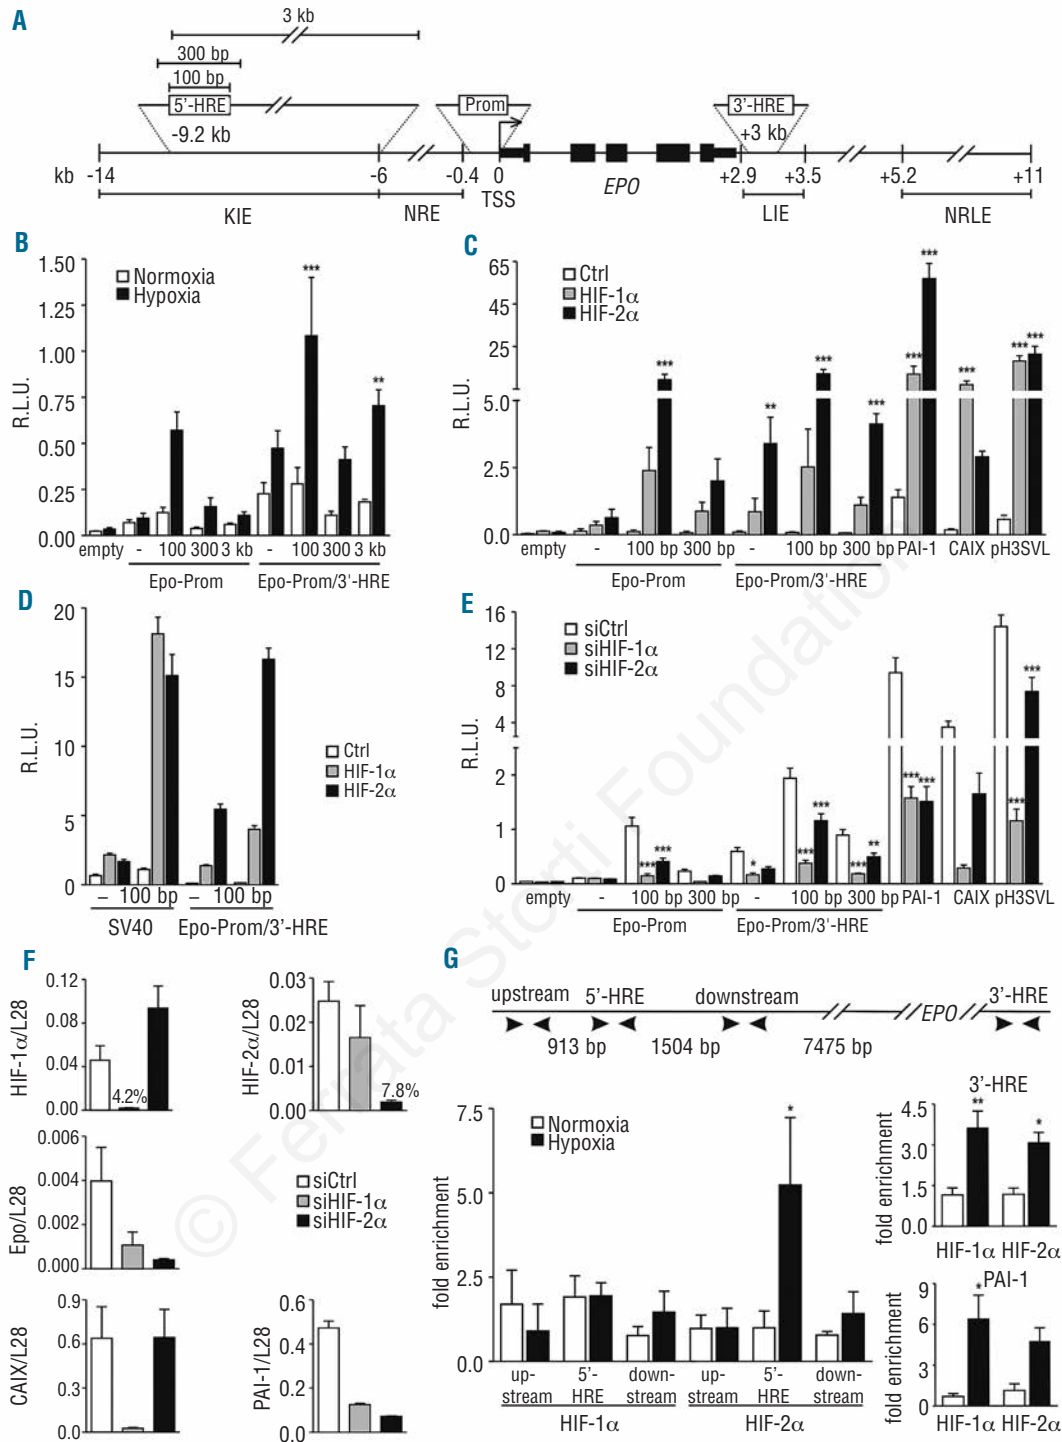 A
3 kb
300 bp
100 bp
5'-HRE
-9.2 kb
Prom
3'-HRE
+3 kb
kb -14 -6 -0.4 0 +2.9 +3.5 +5.2 +11
TSS
EPO
KIE NRE LIE NRLE
B
1.50
1.25
1.00
0.75
0.50
0.25
0.00
R.L.U.
Normoxia
Hypoxia
***
**
empty - 100 300 3 kb - 100 300 3 kb
Epo-Prom Epo-Prom/3'-HRE
C
65
45
25
5.0
2.5
0.0
R.L.U.
Ctrl
HIF-1α
HIF-2α
*** ** *** *** *** *** *** *** ***
empty - 100 bp 300 bp - 100 bp 300 bp PAI-1 CAIX pH3SVL
Epo-Prom Epo-Prom/3'-HRE
D
20
15
10
5
0
R.L.U.
Ctrl
HIF-1α
HIF-2α
– 100 bp – 100 bp
SV40 Epo-Prom/3'-HRE
E
16
12
8
4
2
1
0
R.L.U.
siCtrl
siHIF-1α
siHIF-2α
*** *** * *** *** *** ** *** *** *** ***
empty - 100 bp 300 bp - 100 bp 300 bp PAI-1 CAIX pH3SVL
Epo-Prom Epo-Prom/3'-HRE
F
HIF-1α/L28
0.12
0.08
0.04
0.00
4.2%
HIF-2α/L28
0.03
0.02
0.01
0.00
7.8%
Epo/L28
0.006
0.004
0.002
0.000
siCtrl
siHIF-1α
siHIF-2α
CAIX/L28
0.9
0.6
0.3
0.0
PAI-1/L28
0.6
0.4
0.2
0.0
G
upstream 5'-HRE downstream EPO 3'-HRE
913 bp 1504 bp 7475 bp
fold enrichment
7.5
5.0
2.5
0.0
Normoxia
Hypoxia
*
up-stream 5'-HRE down-stream up-stream 5'-HRE down-stream
HIF-1α HIF-2α
3'-HRE
fold enrichment
4.5
3.0
1.5
0.0
** *
HIF-1α HIF-2α
PAI-1
fold enrichment
9
6
3
0
*
HIF-1α HIF-2α
© Ferrata Storti Foundation